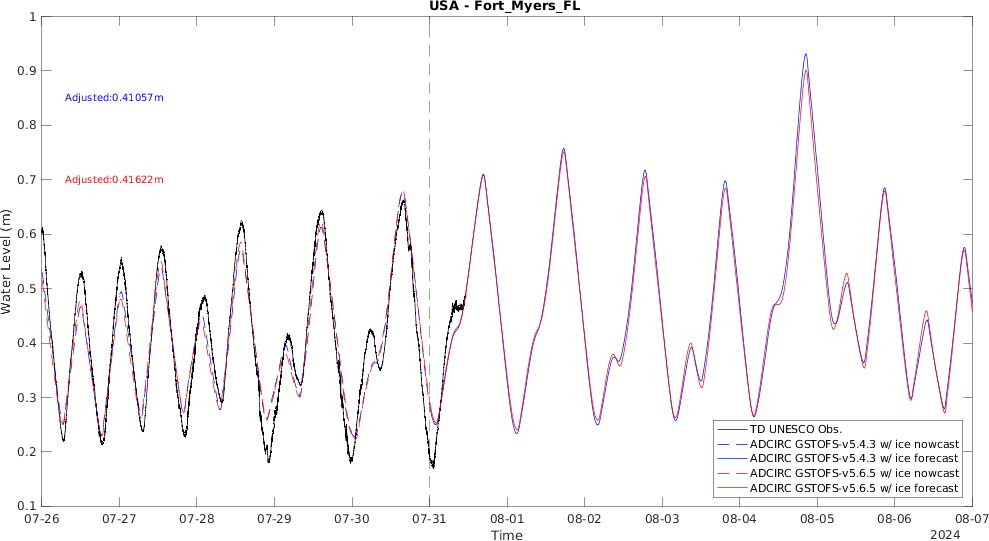 USA - Fort_Myers_FL
1
0.9
0.8
0.7
0.6
0.5
0.4
0.3
0.2
0.1
Water Level (m)
Adjusted:0.41057m
Adjusted:0.41622m
TD UNESCO Obs.
ADCIRC GSTOFS-v5.4.3 w/ ice nowcast
ADCIRC GSTOFS-v5.4.3 w/ ice forecast
ADCIRC GSTOFS-v5.6.5 w/ ice nowcast
ADCIRC GSTOFS-v5.6.5 w/ ice forecast
07-26 07-27 07-28 07-29 07-30 07-31 08-01 08-02 08-03 08-04 08-05 08-06 08-07
Time
2024